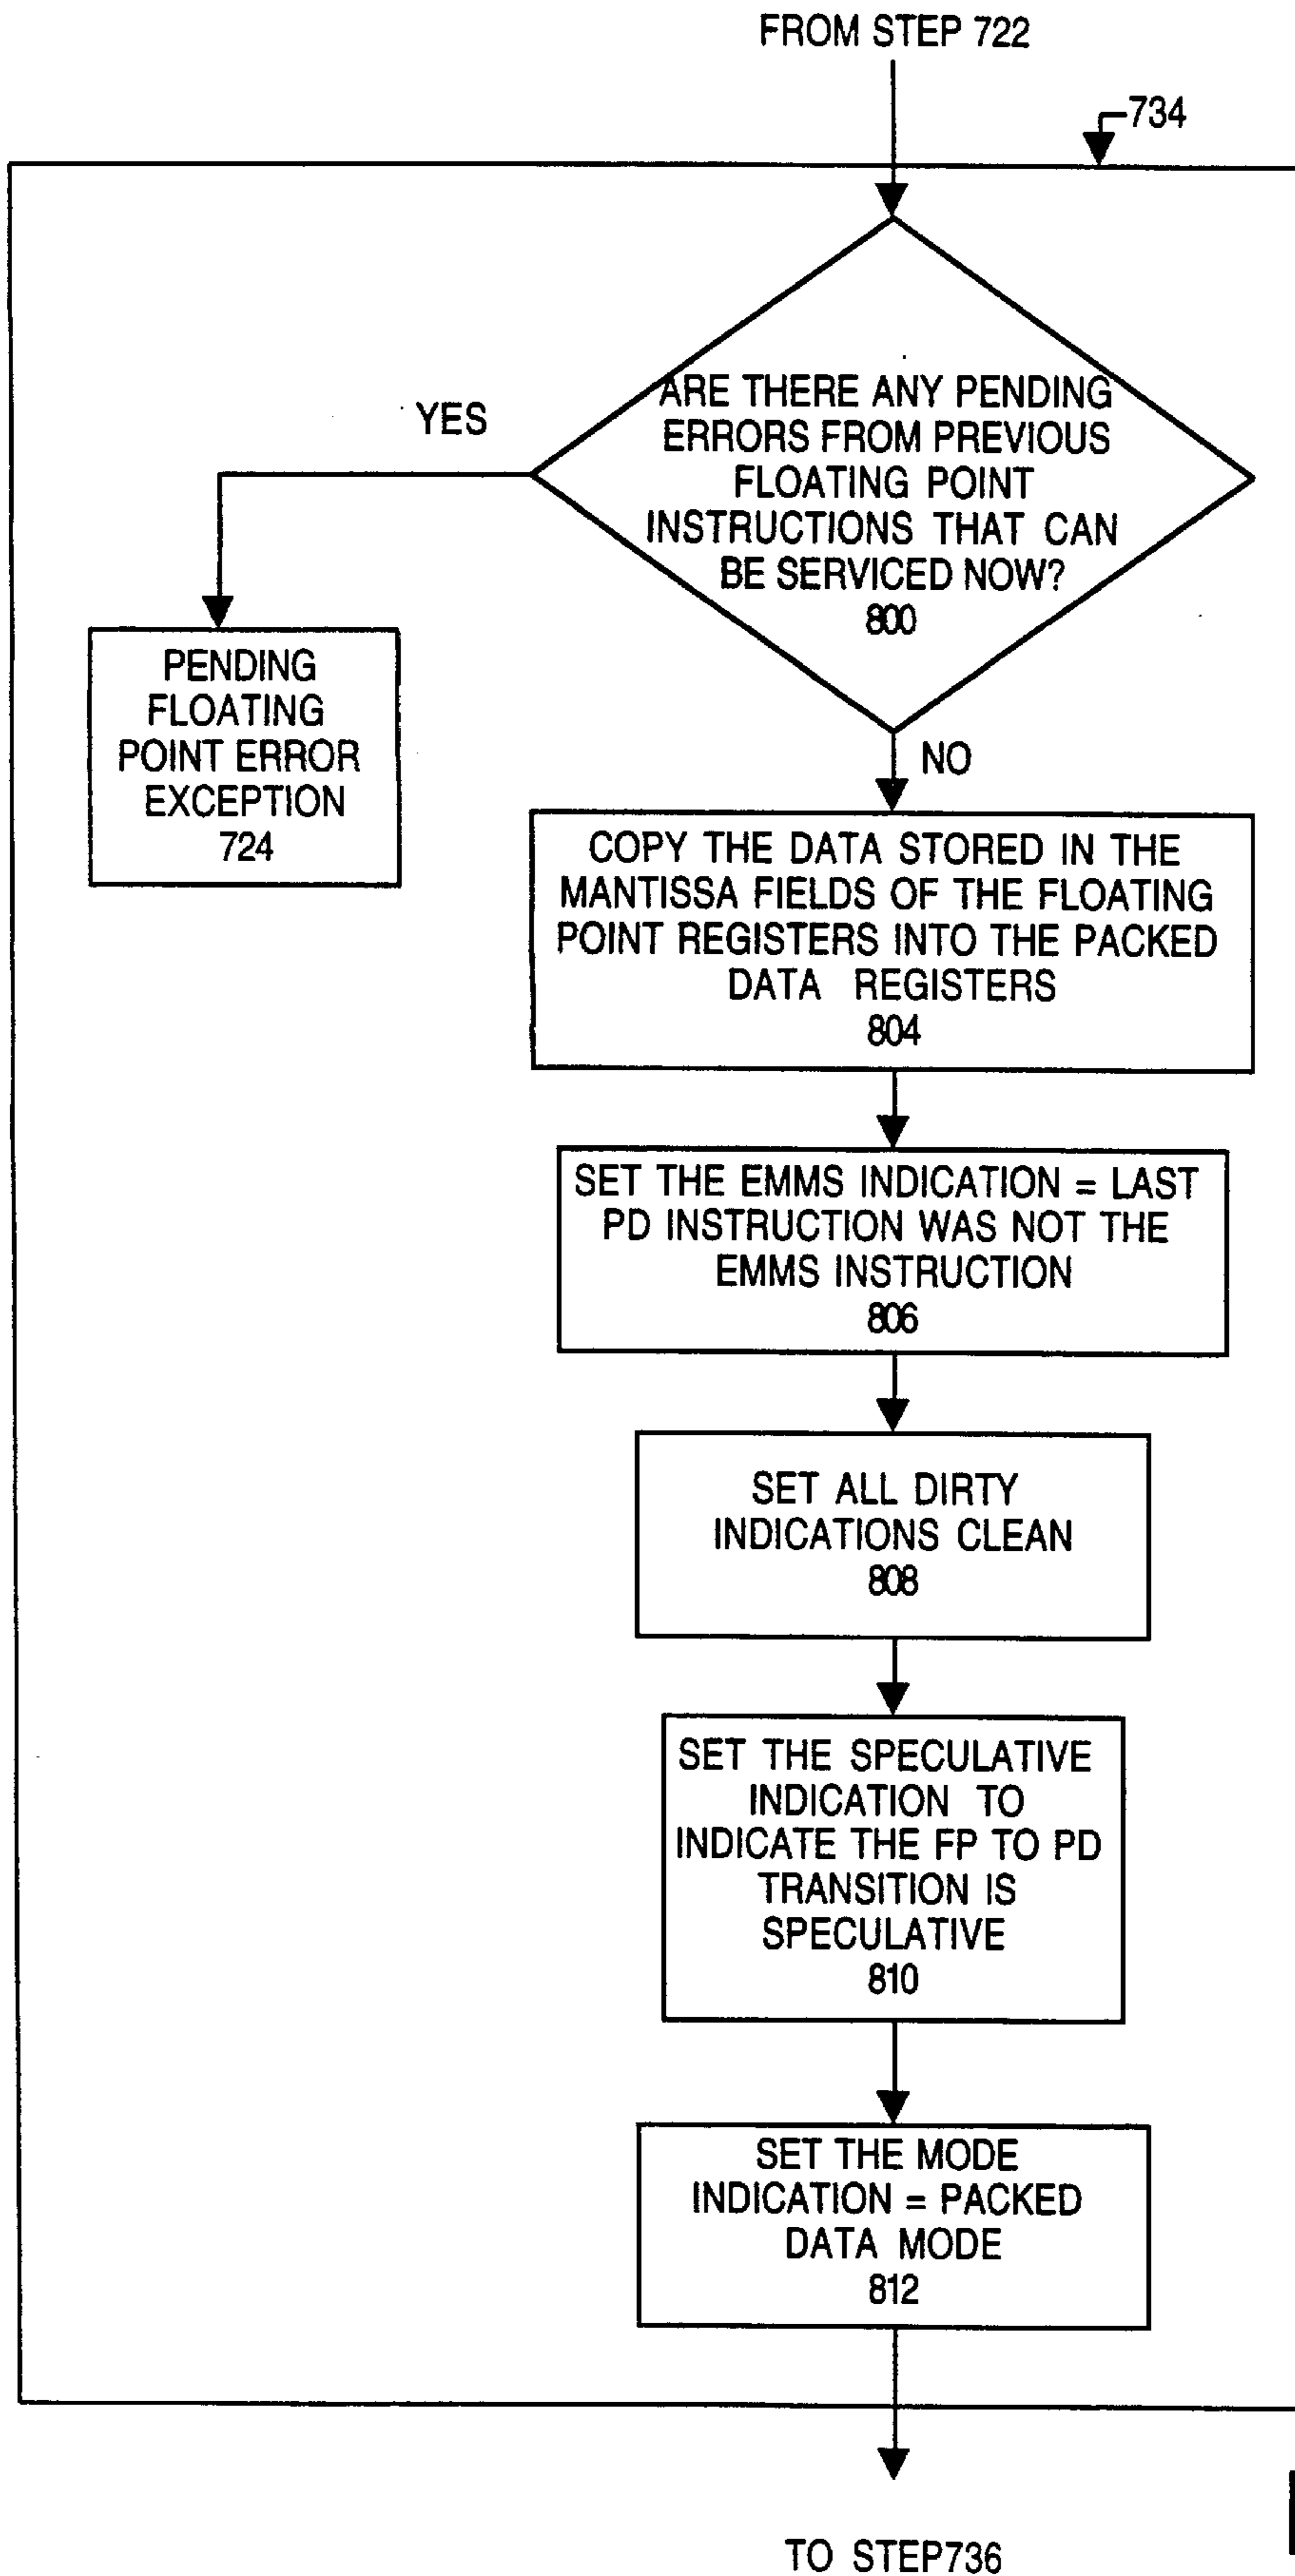 FROM STEP 722
734
ARE THERE ANY PENDING
ERRORS FROM PREVIOUS
FLOATING POINT
INSTRUCTIONS THAT CAN
BE SERVICED NOW?
800
YES
PENDING
FLOATING
POINT ERROR
EXCEPTION
724
NO
COPY THE DATA STORED IN THE
MANTISSA FIELDS OF THE FLOATING
POINT REGISTERS INTO THE PACKED
DATA REGISTERS
804
SET THE EMMS INDICATION = LAST
PD INSTRUCTION WAS NOT THE
EMMS INSTRUCTION
806
SET ALL DIRTY
INDICATIONS CLEAN
808
SET THE SPECULATIVE
INDICATION TO
INDICATE THE FP TO PD
TRANSITION IS
SPECULATIVE
810
SET THE MODE
INDICATION = PACKED
DATA MODE
812
TO STEP736